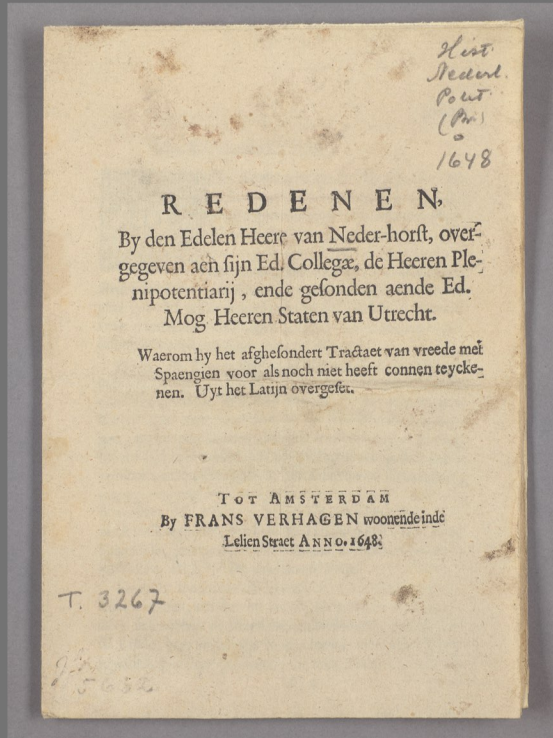 Hist.
Nederl.
Polit.
(Br.)
1648
REDENEN,
By den Edelen Heere van Neder-horſt, over-
gegeven aen ſijn Ed. Collegæ, de Heeren Ple-
nipotentiarij, ende geſonden aende Ed.
Mog. Heeren Staten van Utrecht.
Waerom hy het afgheſondert Tractaet van vreede met
Spaengien voor als noch niet heeft connen teycke-
nen. Uyt het Latijn overgeſet.
TOT AMSTERDAM
By FRANS VERHAGEN woonende inde
Lelien Straet ANNO. 1648.
T. 3267